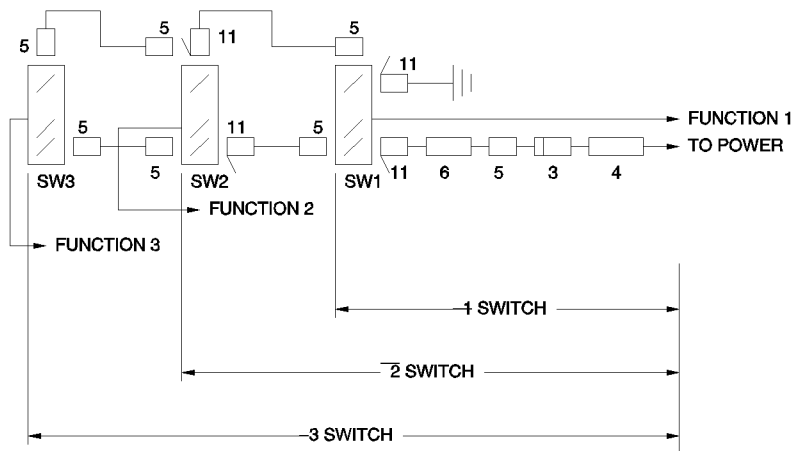 5 5 11 5
11
FUNCTION 1
5 11 5
TO POWER
5 11 6 5 3 4
SW3 SW2 SW1
FUNCTION 2
FUNCTION 3
1 SWITCH
2 SWITCH
3 SWITCH